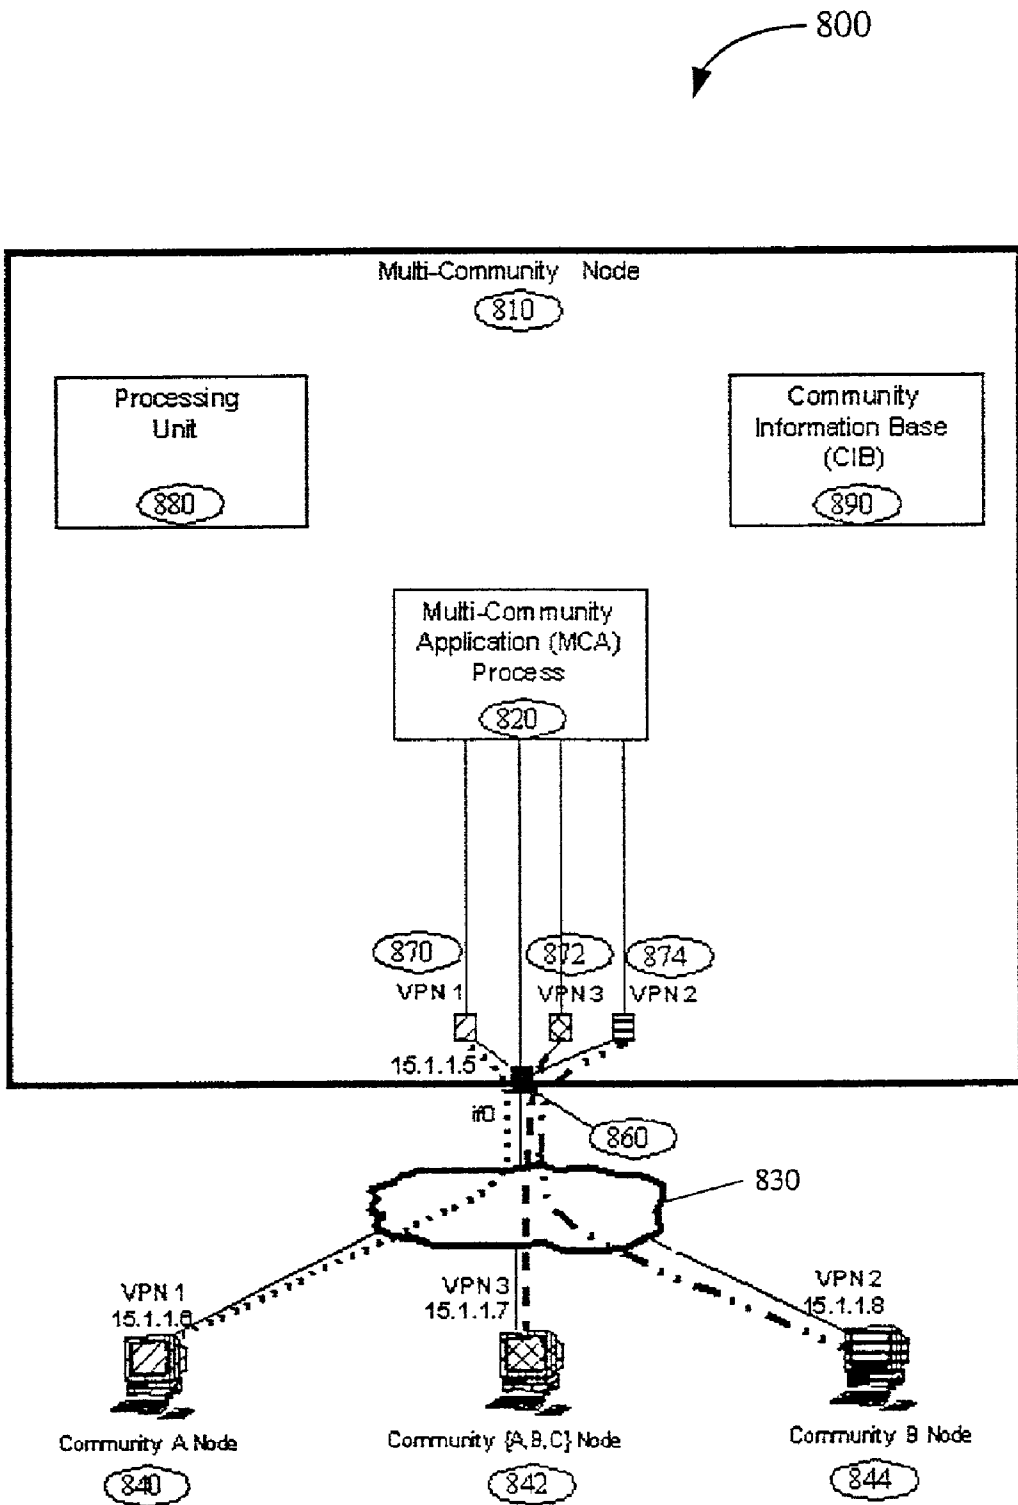 800
Multi-Community Node
810
Processing
Unit
880
Community
Information Base
(CIB)
890
Multi-Community
Application (MCA)
Process
820
870
872
874
VPN 1
VPN 3
VPN 2
15.1.1.5
if0
860
830
VPN 1
15.1.1.6
VPN 3
15.1.1.7
VPN 2
15.1.1.8
Community A Node
Community {A,B,C} Node
Community B Node
840
842
844